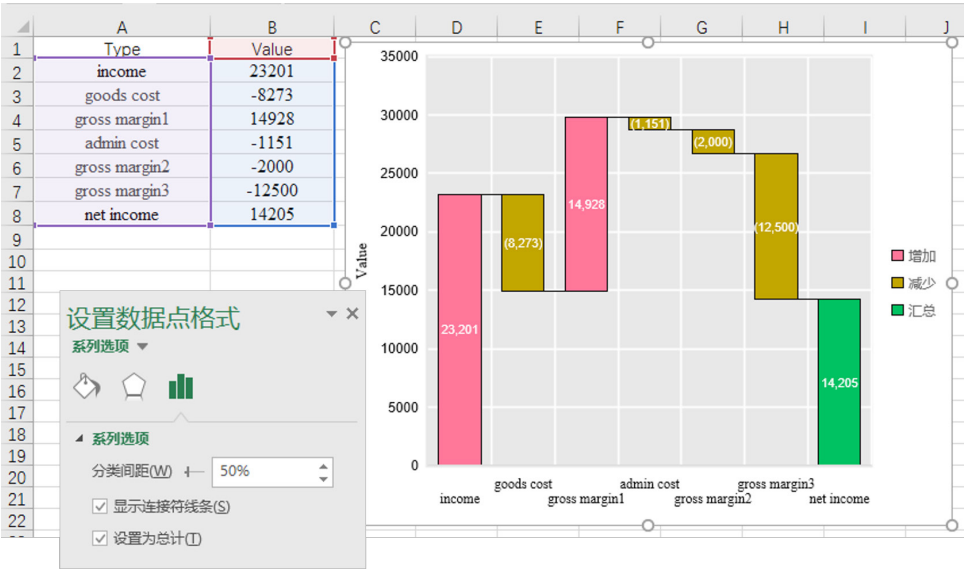 A B C D E F G H I J
1 Type Value
2 income 23201
3 goods cost -8273
4 gross margin1 14928
5 admin cost -1151
6 gross margin2 -2000
7 gross margin3 -12500
8 net income 14205
9
10
11
12
13
14
15
16
17
18
19
20
21
22
35000
30000
25000
20000
15000
10000
5000
0
Value
23,201
(8,273)
14,928
(1,151)
(2,000)
(12,500)
14,205
income
goods cost
gross margin1
admin cost
gross margin2
gross margin3
net income
增加
减少
汇总
设置数据点格式
系列选项
系列选项
分类间距(W) 50%
显示连接符线条(S)
设置为总计(T)